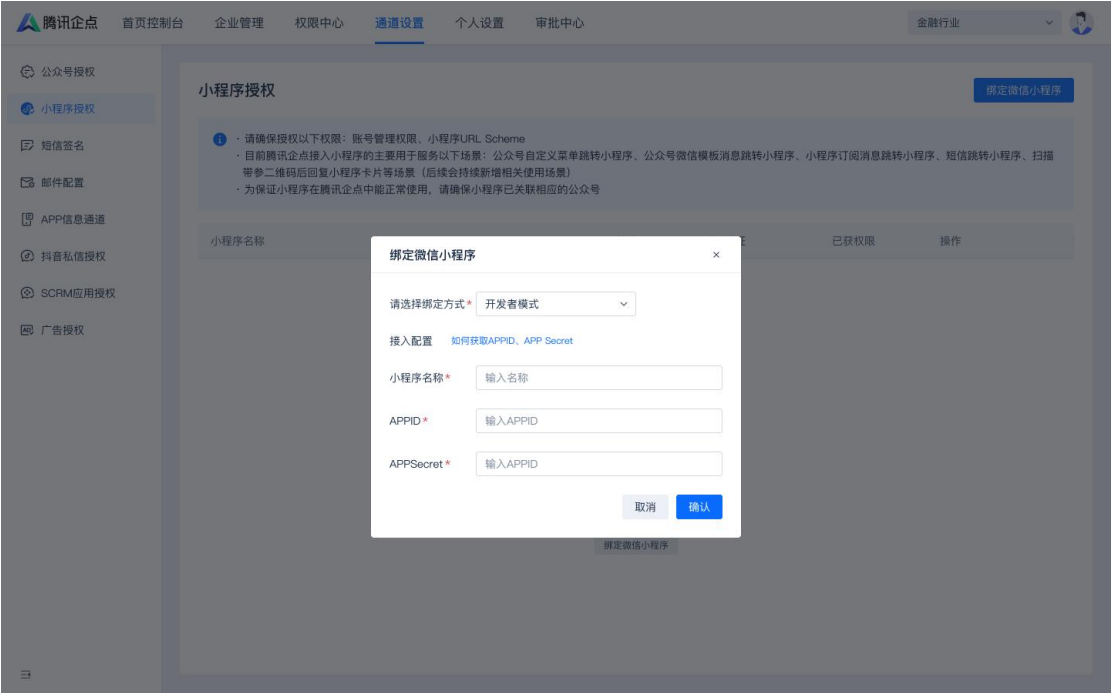 腾讯企点 首页控制台 企业管理 权限中心 通道设置 个人设置 审批中心 金融行业
公众号授权
小程序授权
短信签名
邮件配置
APP信息通道
抖音私信授权
SCRM应用授权
广告授权
小程序授权 绑定微信小程序
· 请确保授权以下权限：账号管理权限、小程序URL Scheme
· 目前腾讯企点接入小程序的主要用于服务以下场景：公众号自定义菜单跳转小程序、公众号微信模板消息跳转小程序、小程序订阅消息跳转小程序、短信跳转小程序、扫描
带参二维码后回复小程序卡片等场景（后续会持续新增相关使用场景）
· 为保证小程序在腾讯企点中能正常使用，请确保小程序已关联相应的公众号
小程序名称 已获权限 操作
绑定微信小程序 ×
请选择绑定方式* 开发者模式
接入配置 如何获取APPID、APP Secret
小程序名称* 输入名称
APPID* 输入APPID
APPSecret* 输入APPID
取消 确认
绑定微信小程序